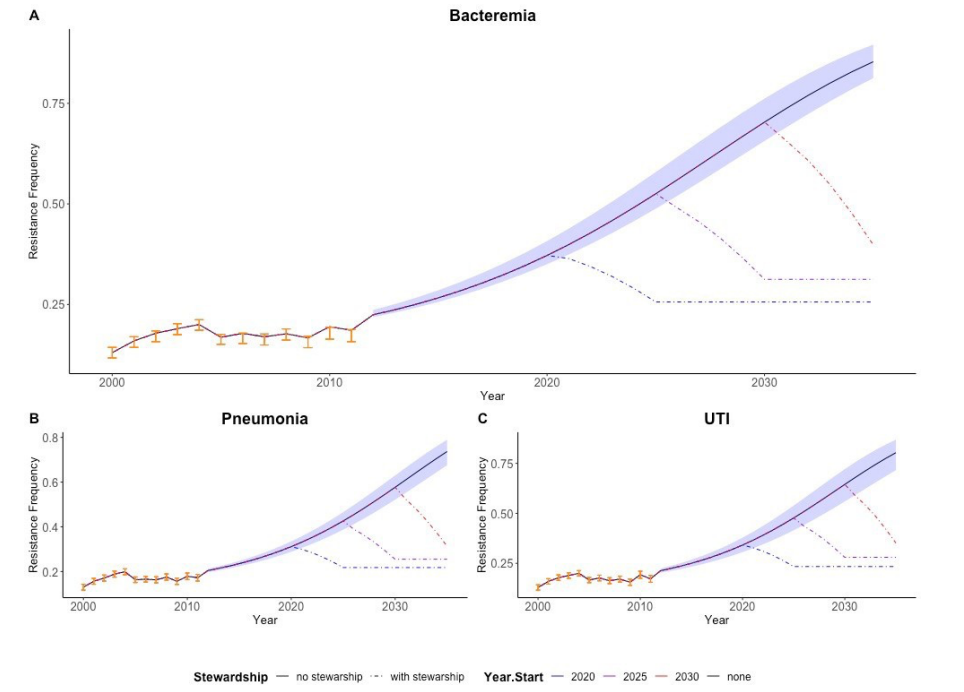 A
Bacteremia
Resistance Frequency
0.75
0.50
0.25
2000 2010 2020 2030
Year
B
Pneumonia
Resistance Frequency
0.8
0.6
0.4
0.2
2000 2010 2020 2030
Year
C
UTI
Resistance Frequency
0.75
0.50
0.25
2000 2010 2020 2030
Year
Stewardship no stewarship with stewarship Year.Start 2020 2025 2030 none